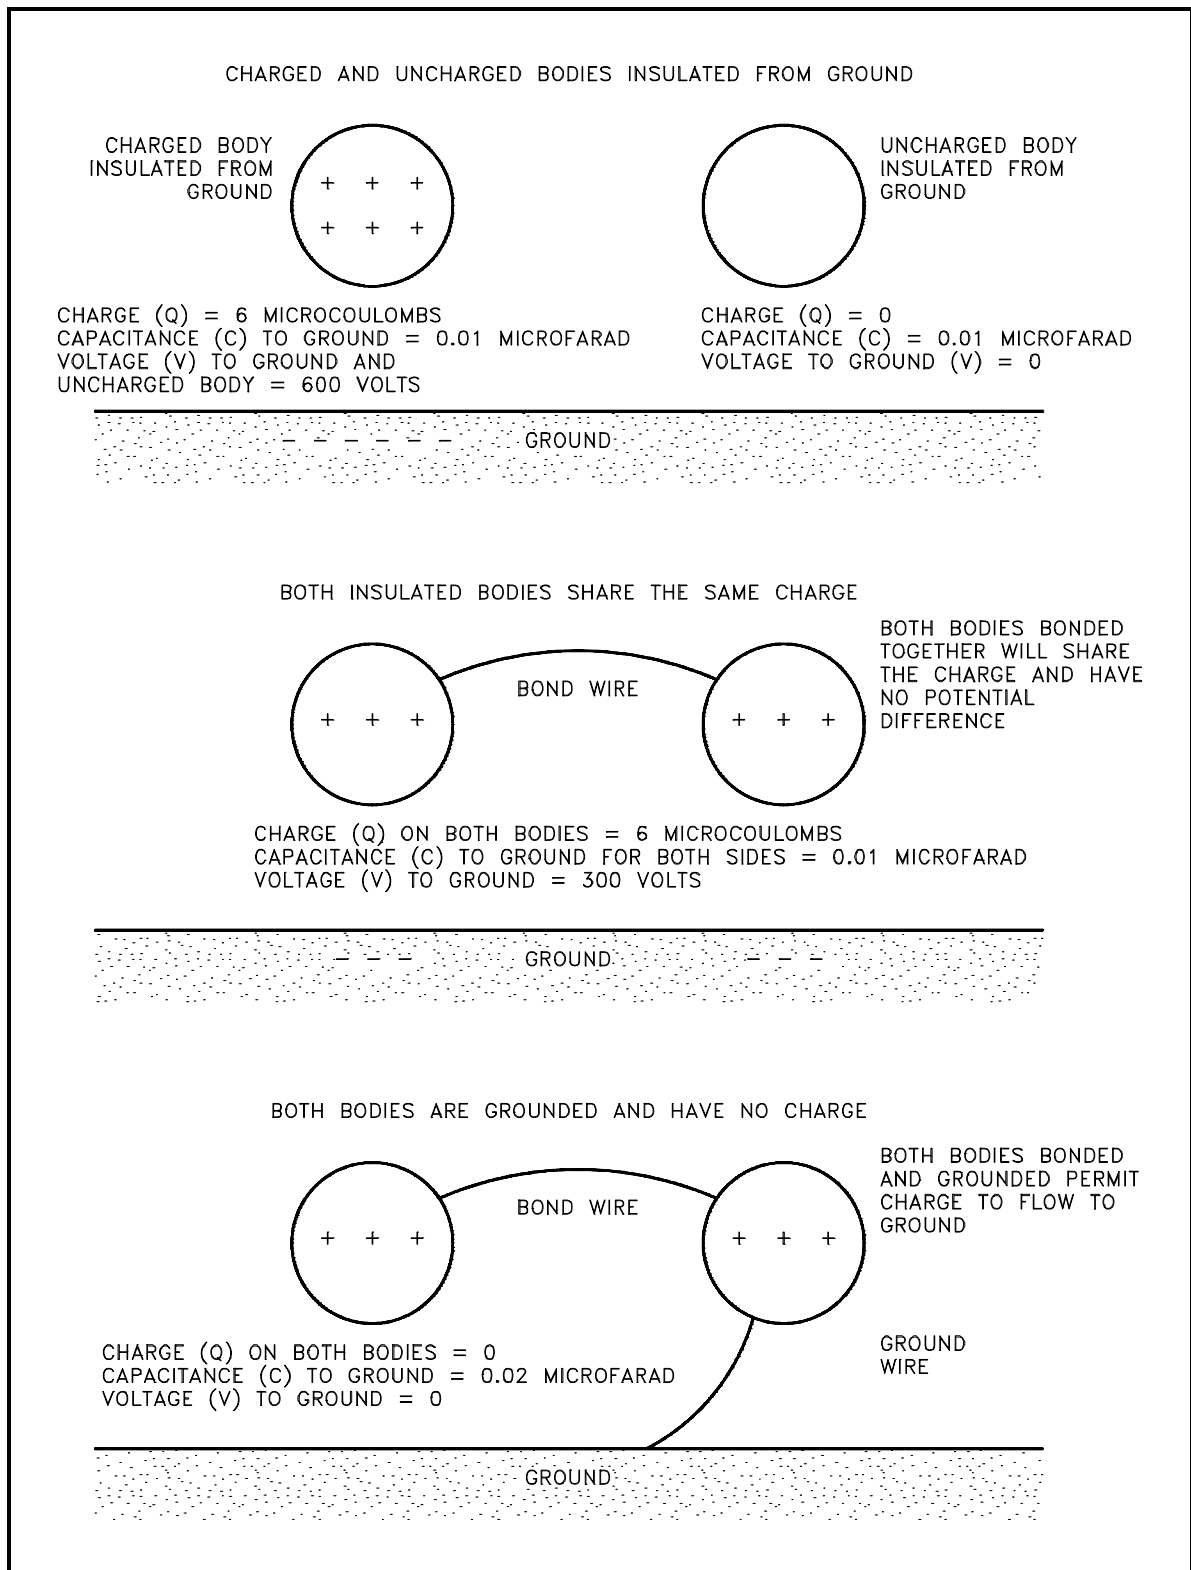 CHARGED AND UNCHARGED BODIES INSULATED FROM GROUND
CHARGED BODY
INSULATED FROM
GROUND
+ + +
+ + +
UNCHARGED BODY
INSULATED FROM
GROUND
CHARGE (Q) = 6 MICROCOULOMBS
CAPACITANCE (C) TO GROUND = 0.01 MICROFARAD
VOLTAGE (V) TO GROUND AND
UNCHARGED BODY = 600 VOLTS
CHARGE (Q) = 0
CAPACITANCE (C) = 0.01 MICROFARAD
VOLTAGE TO GROUND (V) = 0
– – – – – – GROUND
BOTH INSULATED BODIES SHARE THE SAME CHARGE
BOTH BODIES BONDED
TOGETHER WILL SHARE
THE CHARGE AND HAVE
NO POTENTIAL
DIFFERENCE
BOND WIRE
+ + +
+ + +
CHARGE (Q) ON BOTH BODIES = 6 MICROCOULOMBS
CAPACITANCE (C) TO GROUND FOR BOTH SIDES = 0.01 MICROFARAD
VOLTAGE (V) TO GROUND = 300 VOLTS
– – – GROUND – – –
BOTH BODIES ARE GROUNDED AND HAVE NO CHARGE
BOTH BODIES BONDED
AND GROUNDED PERMIT
CHARGE TO FLOW TO
GROUND
BOND WIRE
+ + +
+ + +
CHARGE (Q) ON BOTH BODIES = 0
CAPACITANCE (C) TO GROUND = 0.02 MICROFARAD
VOLTAGE (V) TO GROUND = 0
GROUND
WIRE
GROUND